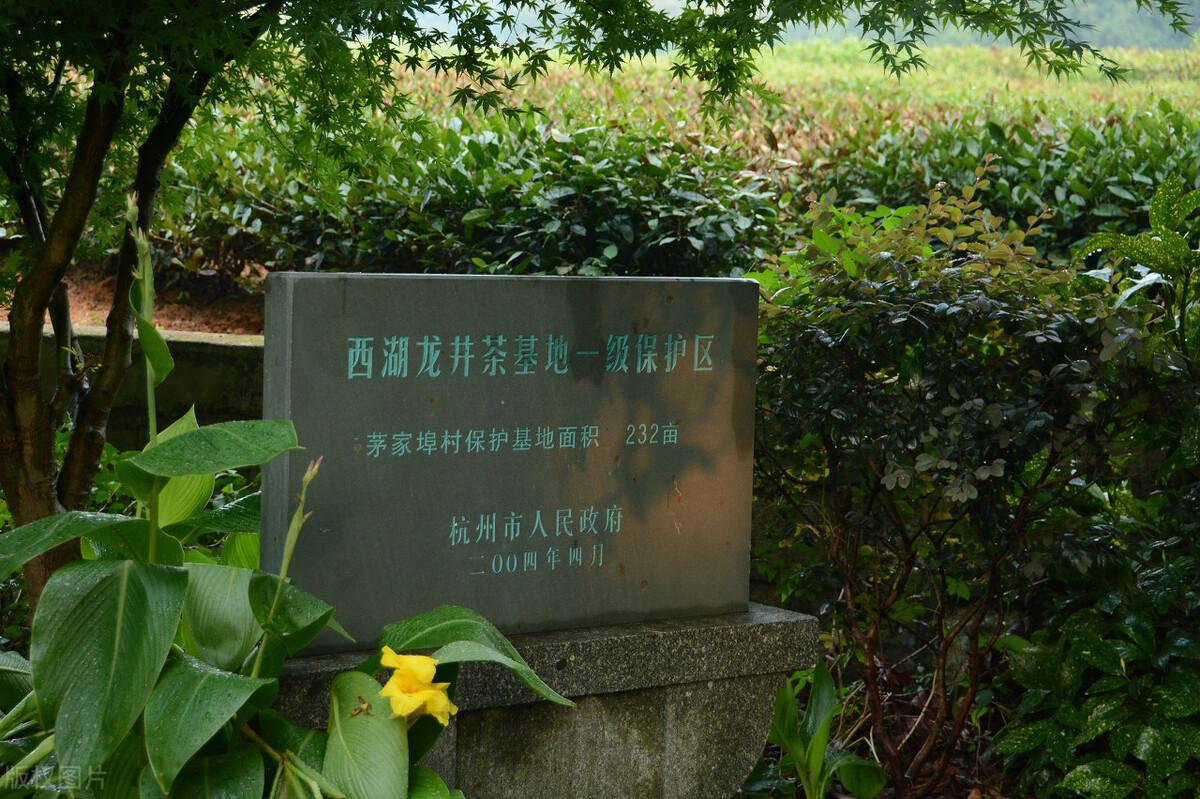 西湖龙井茶基地一级保护区
茅家埠村保护基地面积 232亩
杭州市人民政府
二00四年四月
版权图片